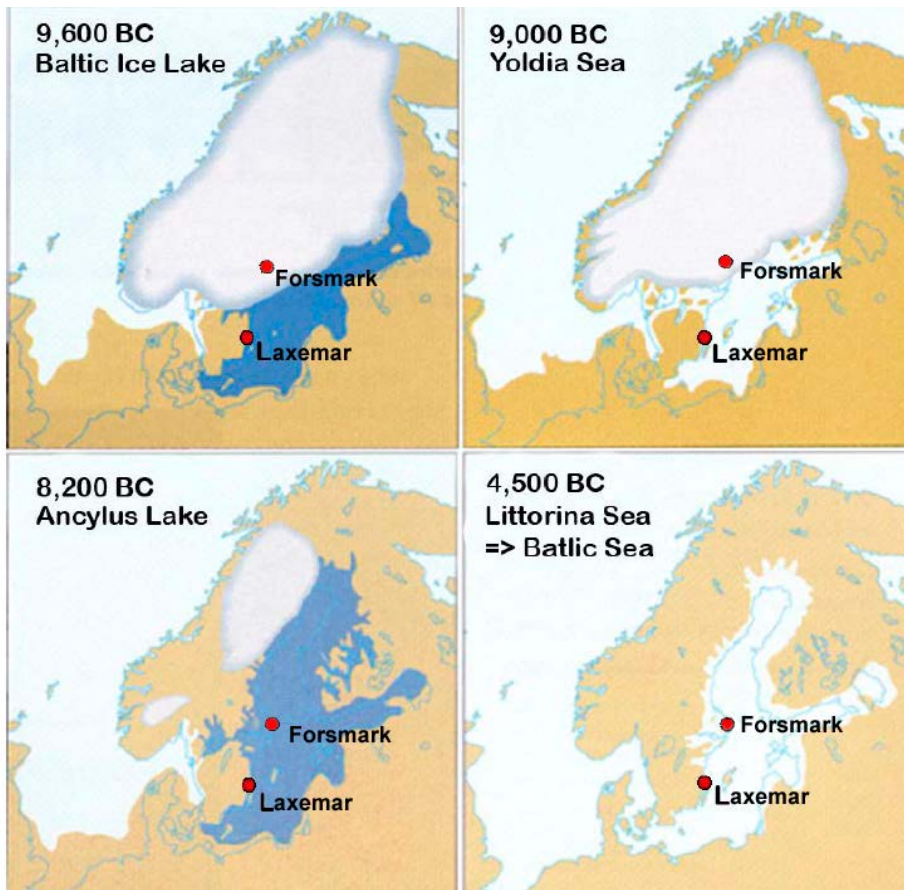 9,600 BC
Baltic Ice Lake
Forsmark
Laxemar
9,000 BC
Yoldia Sea
Forsmark
Laxemar
8,200 BC
Ancylus Lake
Forsmark
Laxemar
4,500 BC
Littorina Sea
=> Batlic Sea
Forsmark
Laxemar